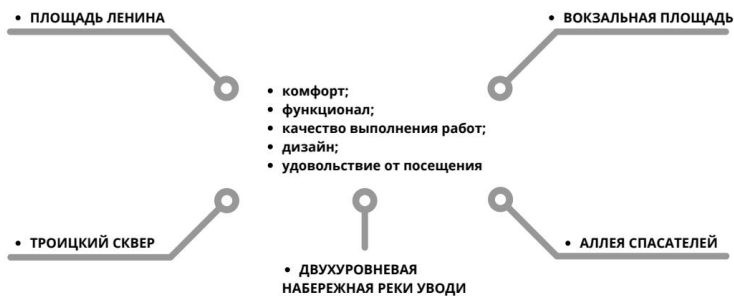 • ПЛОЩАДЬ ЛЕНИНА
• ВОКЗАЛЬНАЯ ПЛОЩАДЬ
• комфорт;
• функционал;
• качество выполнения работ;
• дизайн;
• удовольствие от посещения
• ТРОИЦКИЙ СКВЕР
• АЛЛЕЯ СПАСАТЕЛЕЙ
• ДВУХУРОВНЕВАЯ
НАБЕРЕЖНАЯ РЕКИ УВОДИ